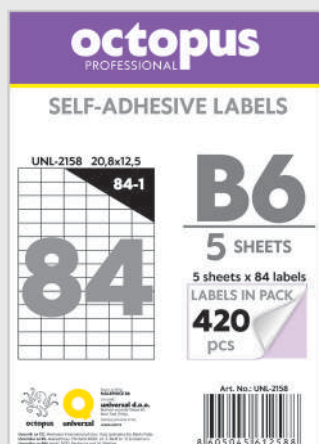 octopus
PROFESSIONAL
SELF-ADHESIVE LABELS
UNL-2158 20,8x12,5
84-1
84
B6
5 SHEETS
5 sheets x 84 labels
LABELS IN PACK
420
pcs
Art. No.: UNL-2158
octopus
universal
universal d.o.o.
8 605045 612588